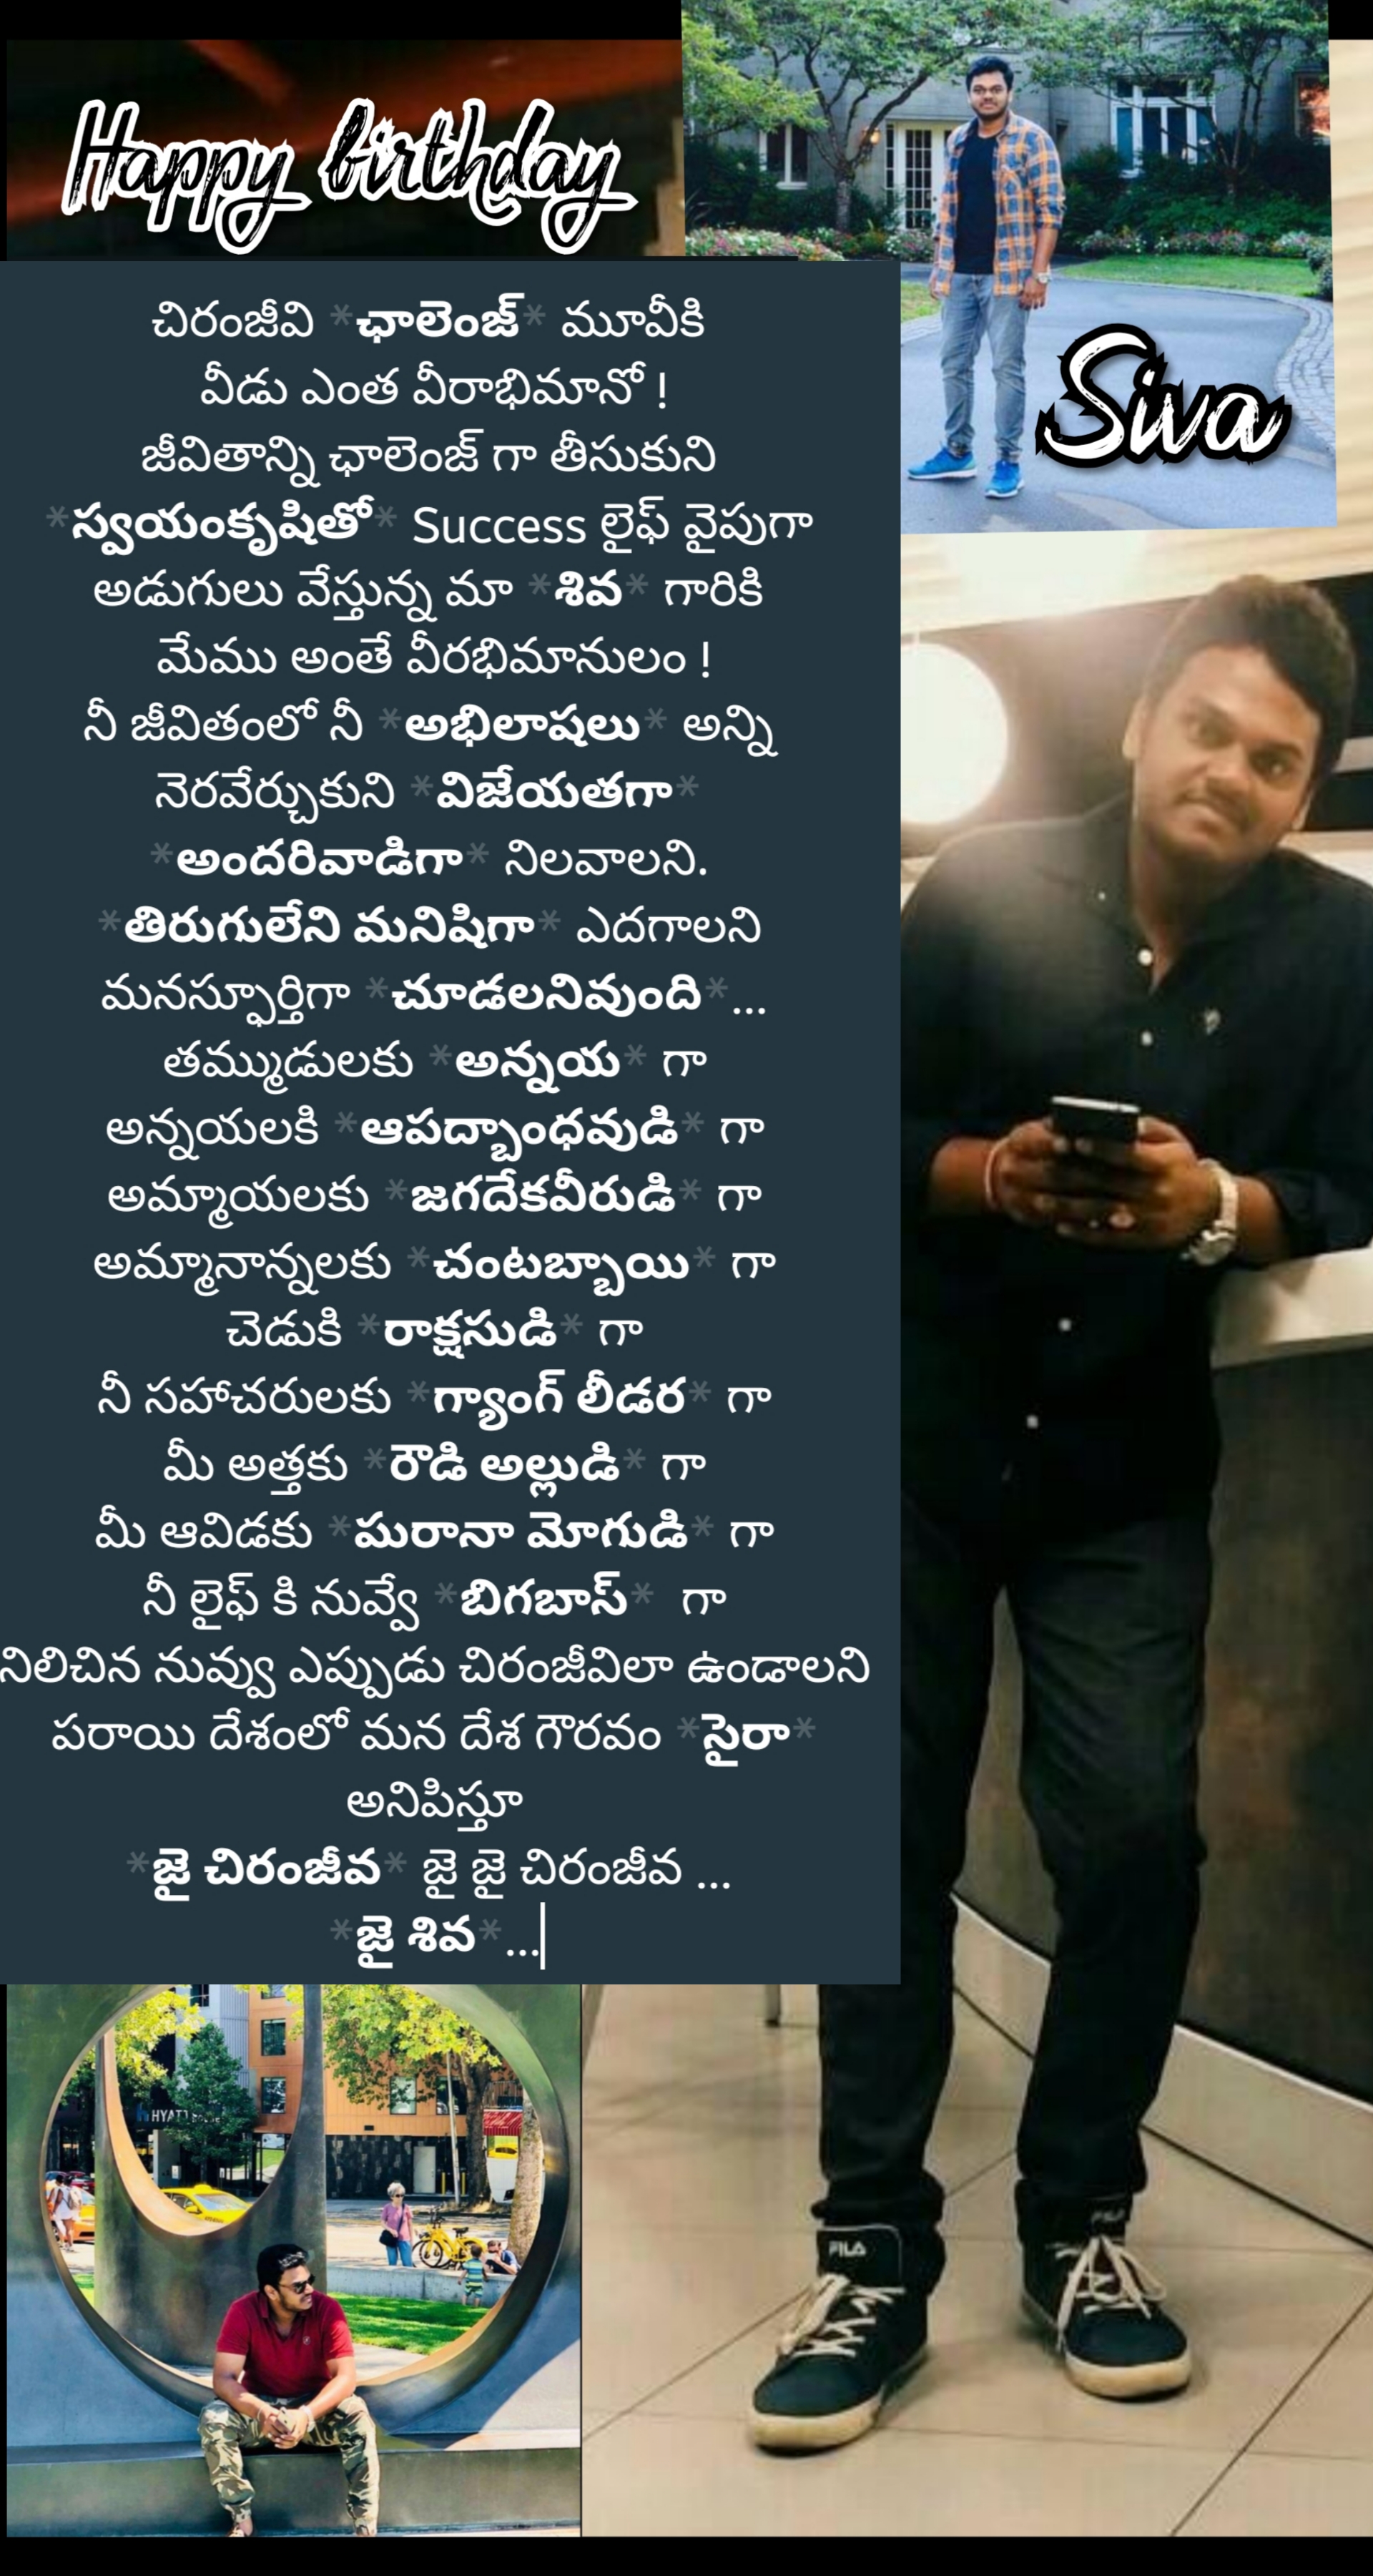 Happy birthday
Siva
చిరంజీవి *ఛాలెంజ్* మూవీకి
వీడు ఎంత వీరాభిమానో !
జీవితాన్ని ఛాలెంజ్ గా తీసుకుని
*స్వయంకృషితో* Success లైఫ్ వైపుగా
అడుగులు వేస్తున్న మా *శివ* గారికి
మేము అంతే వీరభిమానులం !
నీ జీవితంలో నీ *అభిలాషలు* అన్ని
నెరవేర్చుకుని *విజేయతగా*
*అందరివాడిగా* నిలవాలని.
*తిరుగులేని మనిషిగా* ఎదగాలని
మనస్ఫూర్తిగా *చూడలనివుంది*...
తమ్ముడులకు *అన్నయ* గా
అన్నయలకి *ఆపద్బాంధవుడి* గా
అమ్మాయలకు *జగదేకవీరుడి* గా
అమ్మానాన్నలకు *చంటబ్బాయి* గా
చెడుకి *రాక్షసుడి* గా
నీ సహాచరులకు *గ్యాంగ్ లీడర* గా
మీ అత్తకు *రౌడి అల్లుడి* గా
మీ ఆవిడకు *ఘరానా మోగుడి* గా
నీ లైఫ్ కి నువ్వే *బిగబాస్* గా
నిలిచిన నువ్వు ఎప్పుడు చిరంజీవిలా ఉండాలని
పరాయి దేశంలో మన దేశ గౌరవం *సైరా*
అనిపిస్తూ
*జై చిరంజీవ* జై జై చిరంజీవ ...
*జై శివ*...
HYATT
FILA